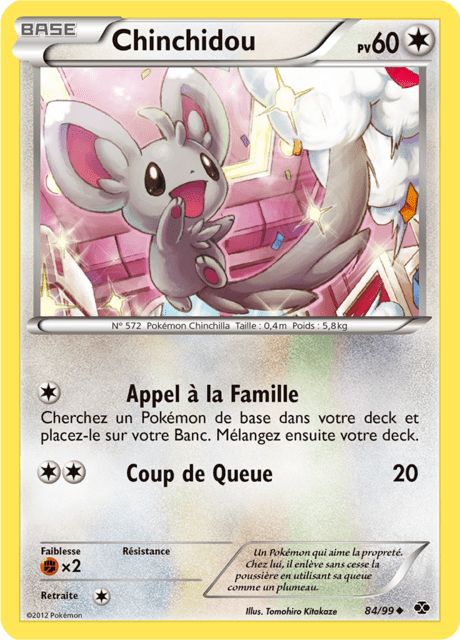 BASE
Chinchidou
PV60
N° 572 Pokémon Chinchilla Taille : 0,4m Poids : 5,8kg
Appel à la Famille
Cherchez un Pokémon de base dans votre deck et
placez-le sur votre Banc. Mélangez ensuite votre deck.
Coup de Queue 20
Faiblesse Résistance
×2
Retraite
Un Pokémon qui aime la propreté.
Chez lui, il enlève sans cesse la
poussière en utilisant sa queue
comme un plumeau.
©2012 Pokémon
Illus. Tomohiro Kitakaze
84/99